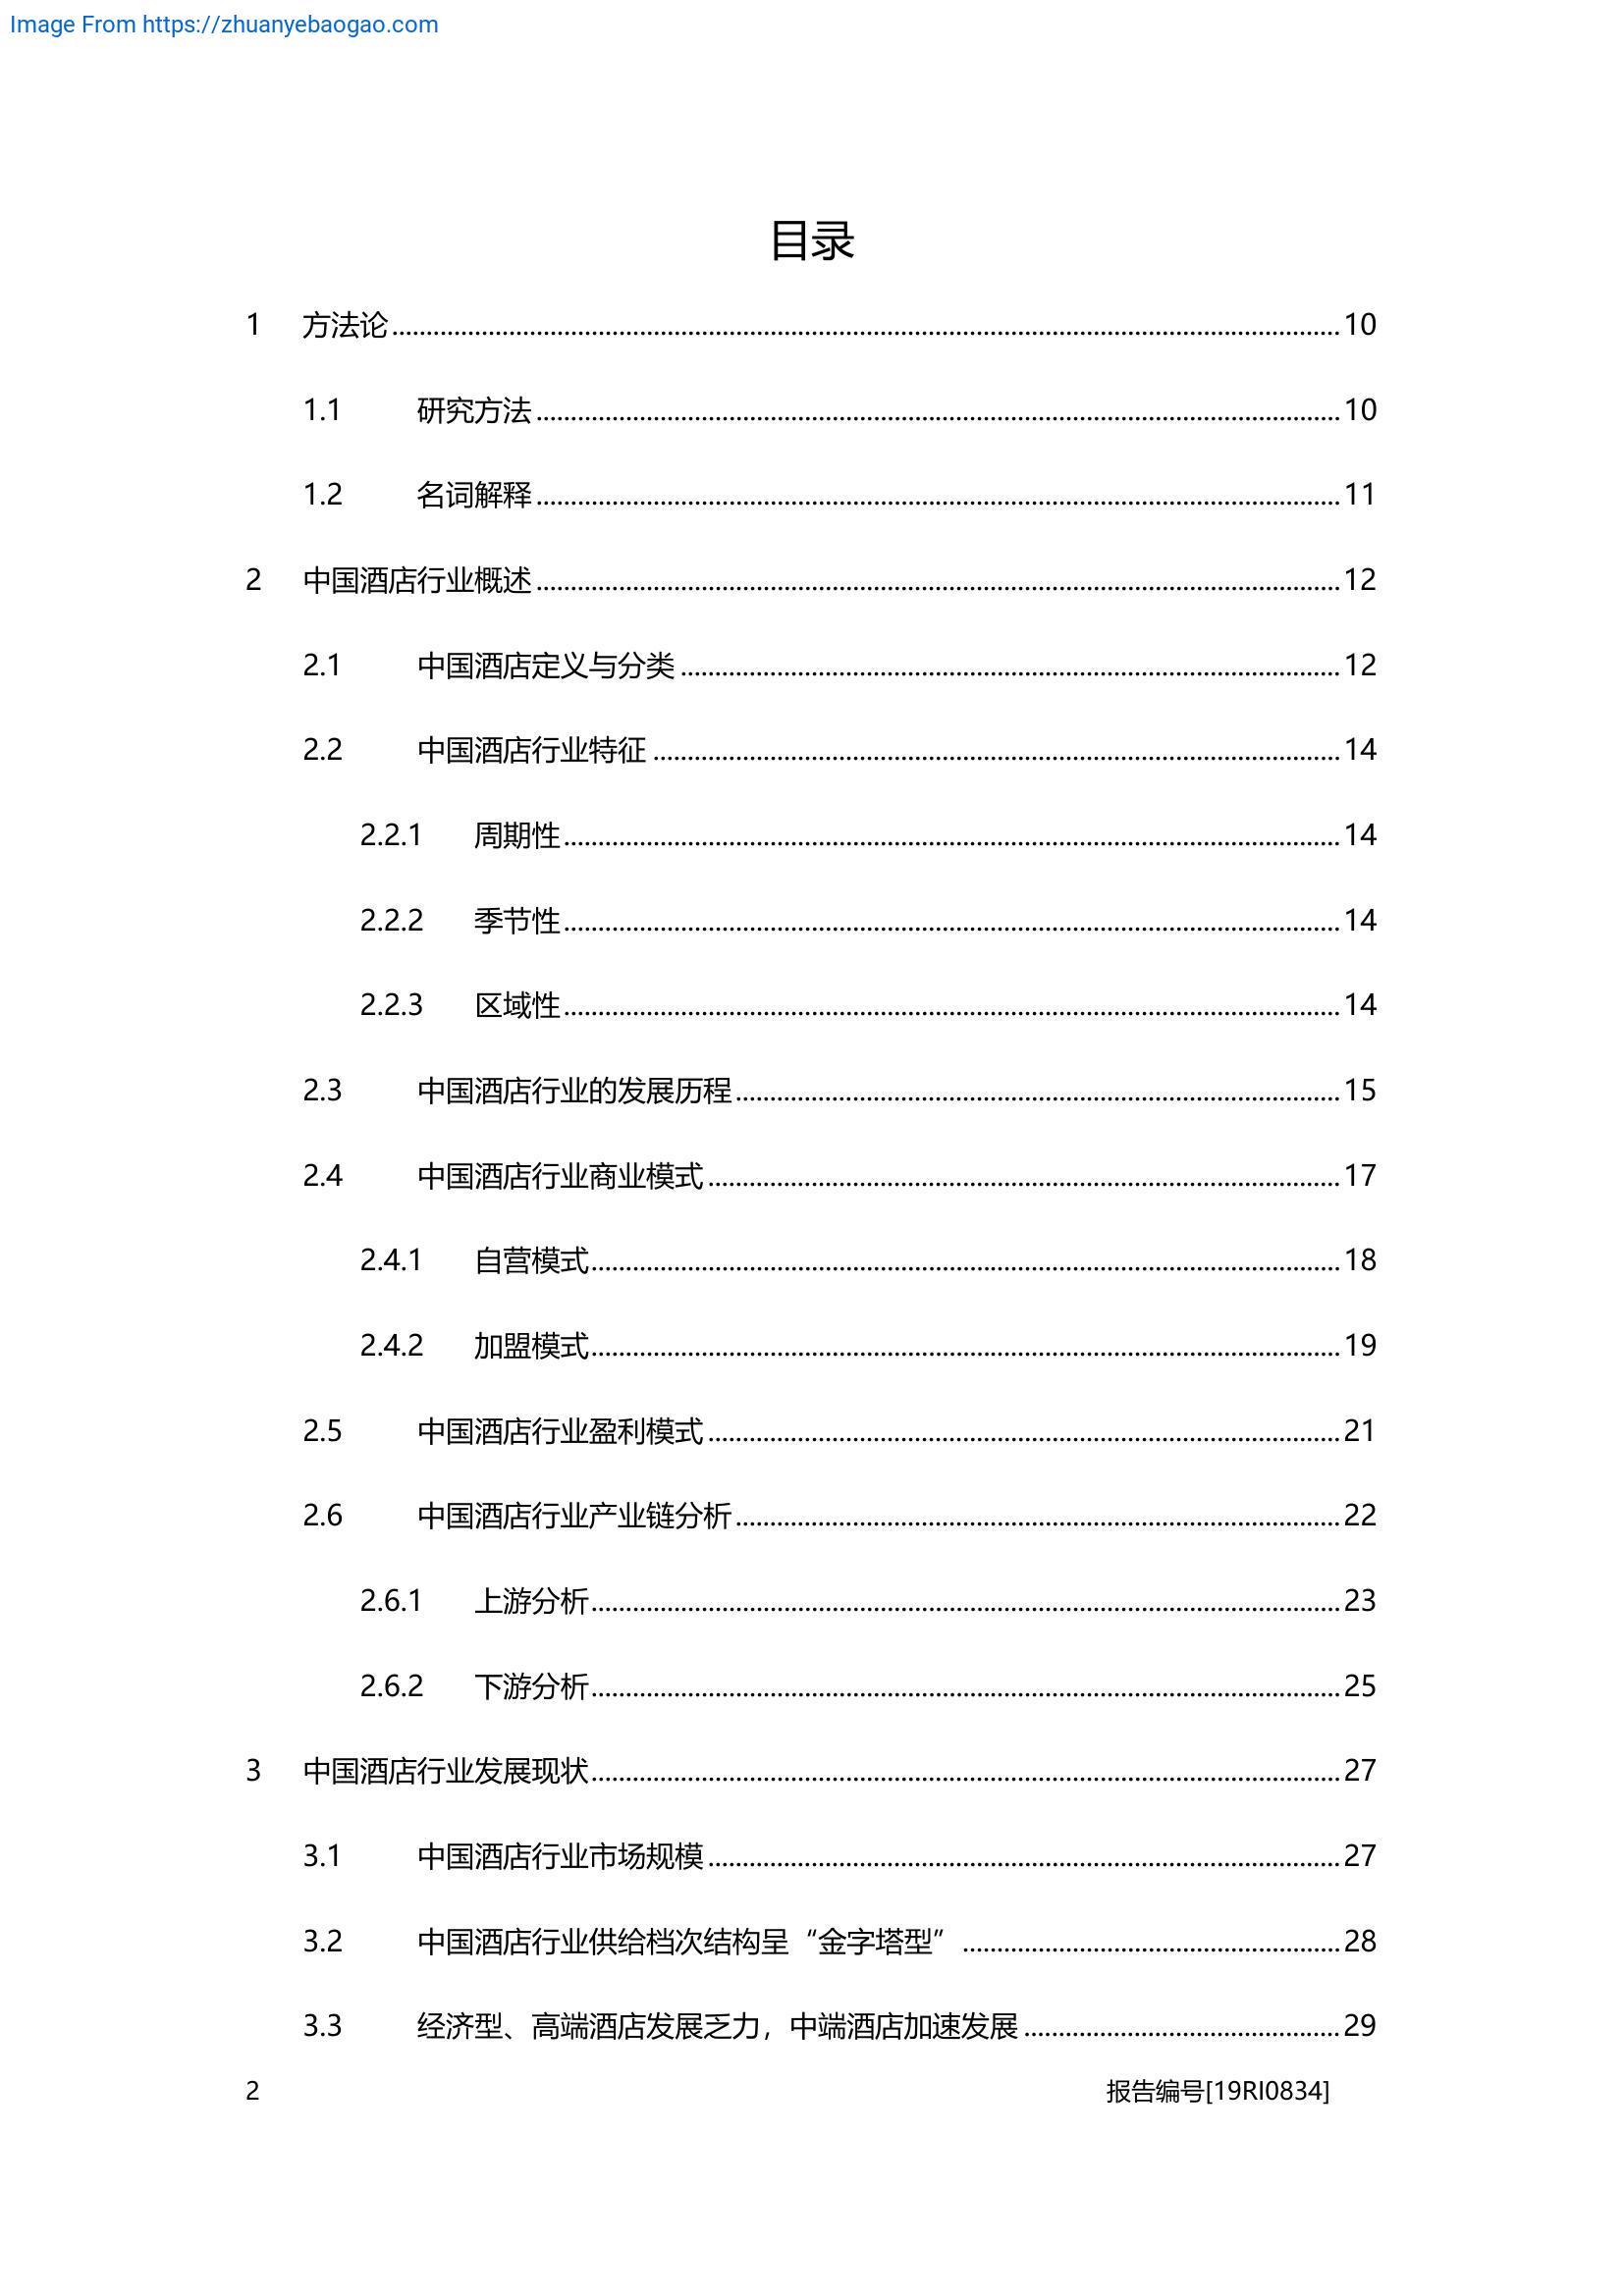 Image From https://zhuanyebaogao.com
目录
1 方法论 10
1.1 研究方法 10
1.2 名词解释 11
2 中国酒店行业概述 12
2.1 中国酒店定义与分类 12
2.2 中国酒店行业特征 14
2.2.1 周期性 14
2.2.2 季节性 14
2.2.3 区域性 14
2.3 中国酒店行业的发展历程 15
2.4 中国酒店行业商业模式 17
2.4.1 自营模式 18
2.4.2 加盟模式 19
2.5 中国酒店行业盈利模式 21
2.6 中国酒店行业产业链分析 22
2.6.1 上游分析 23
2.6.2 下游分析 25
3 中国酒店行业发展现状 27
3.1 中国酒店行业市场规模 27
3.2 中国酒店行业供给档次结构呈“金字塔型” 28
3.3 经济型、高端酒店发展乏力，中端酒店加速发展 29
2 报告编号[19RI0834]